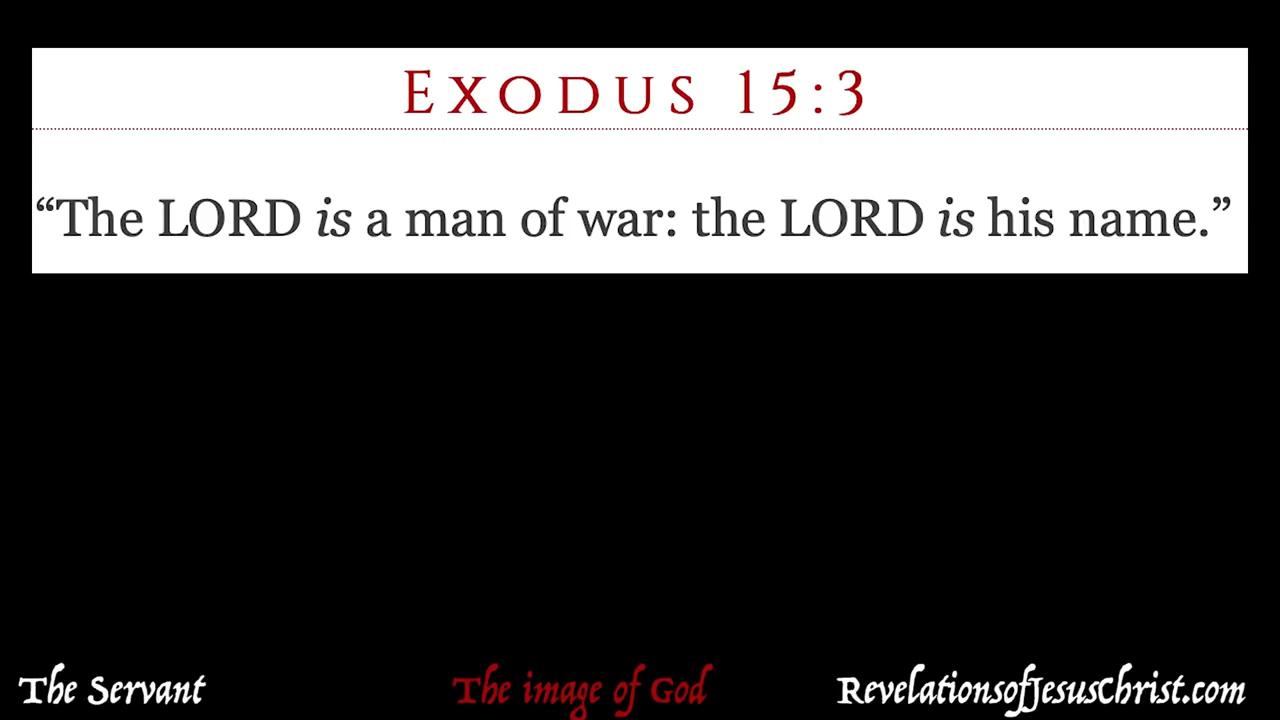 Exodus 15:3
“The LORD is a man of war: the LORD is his name.”
The Servant
The image of God
RevelationsofJesusChrist.com